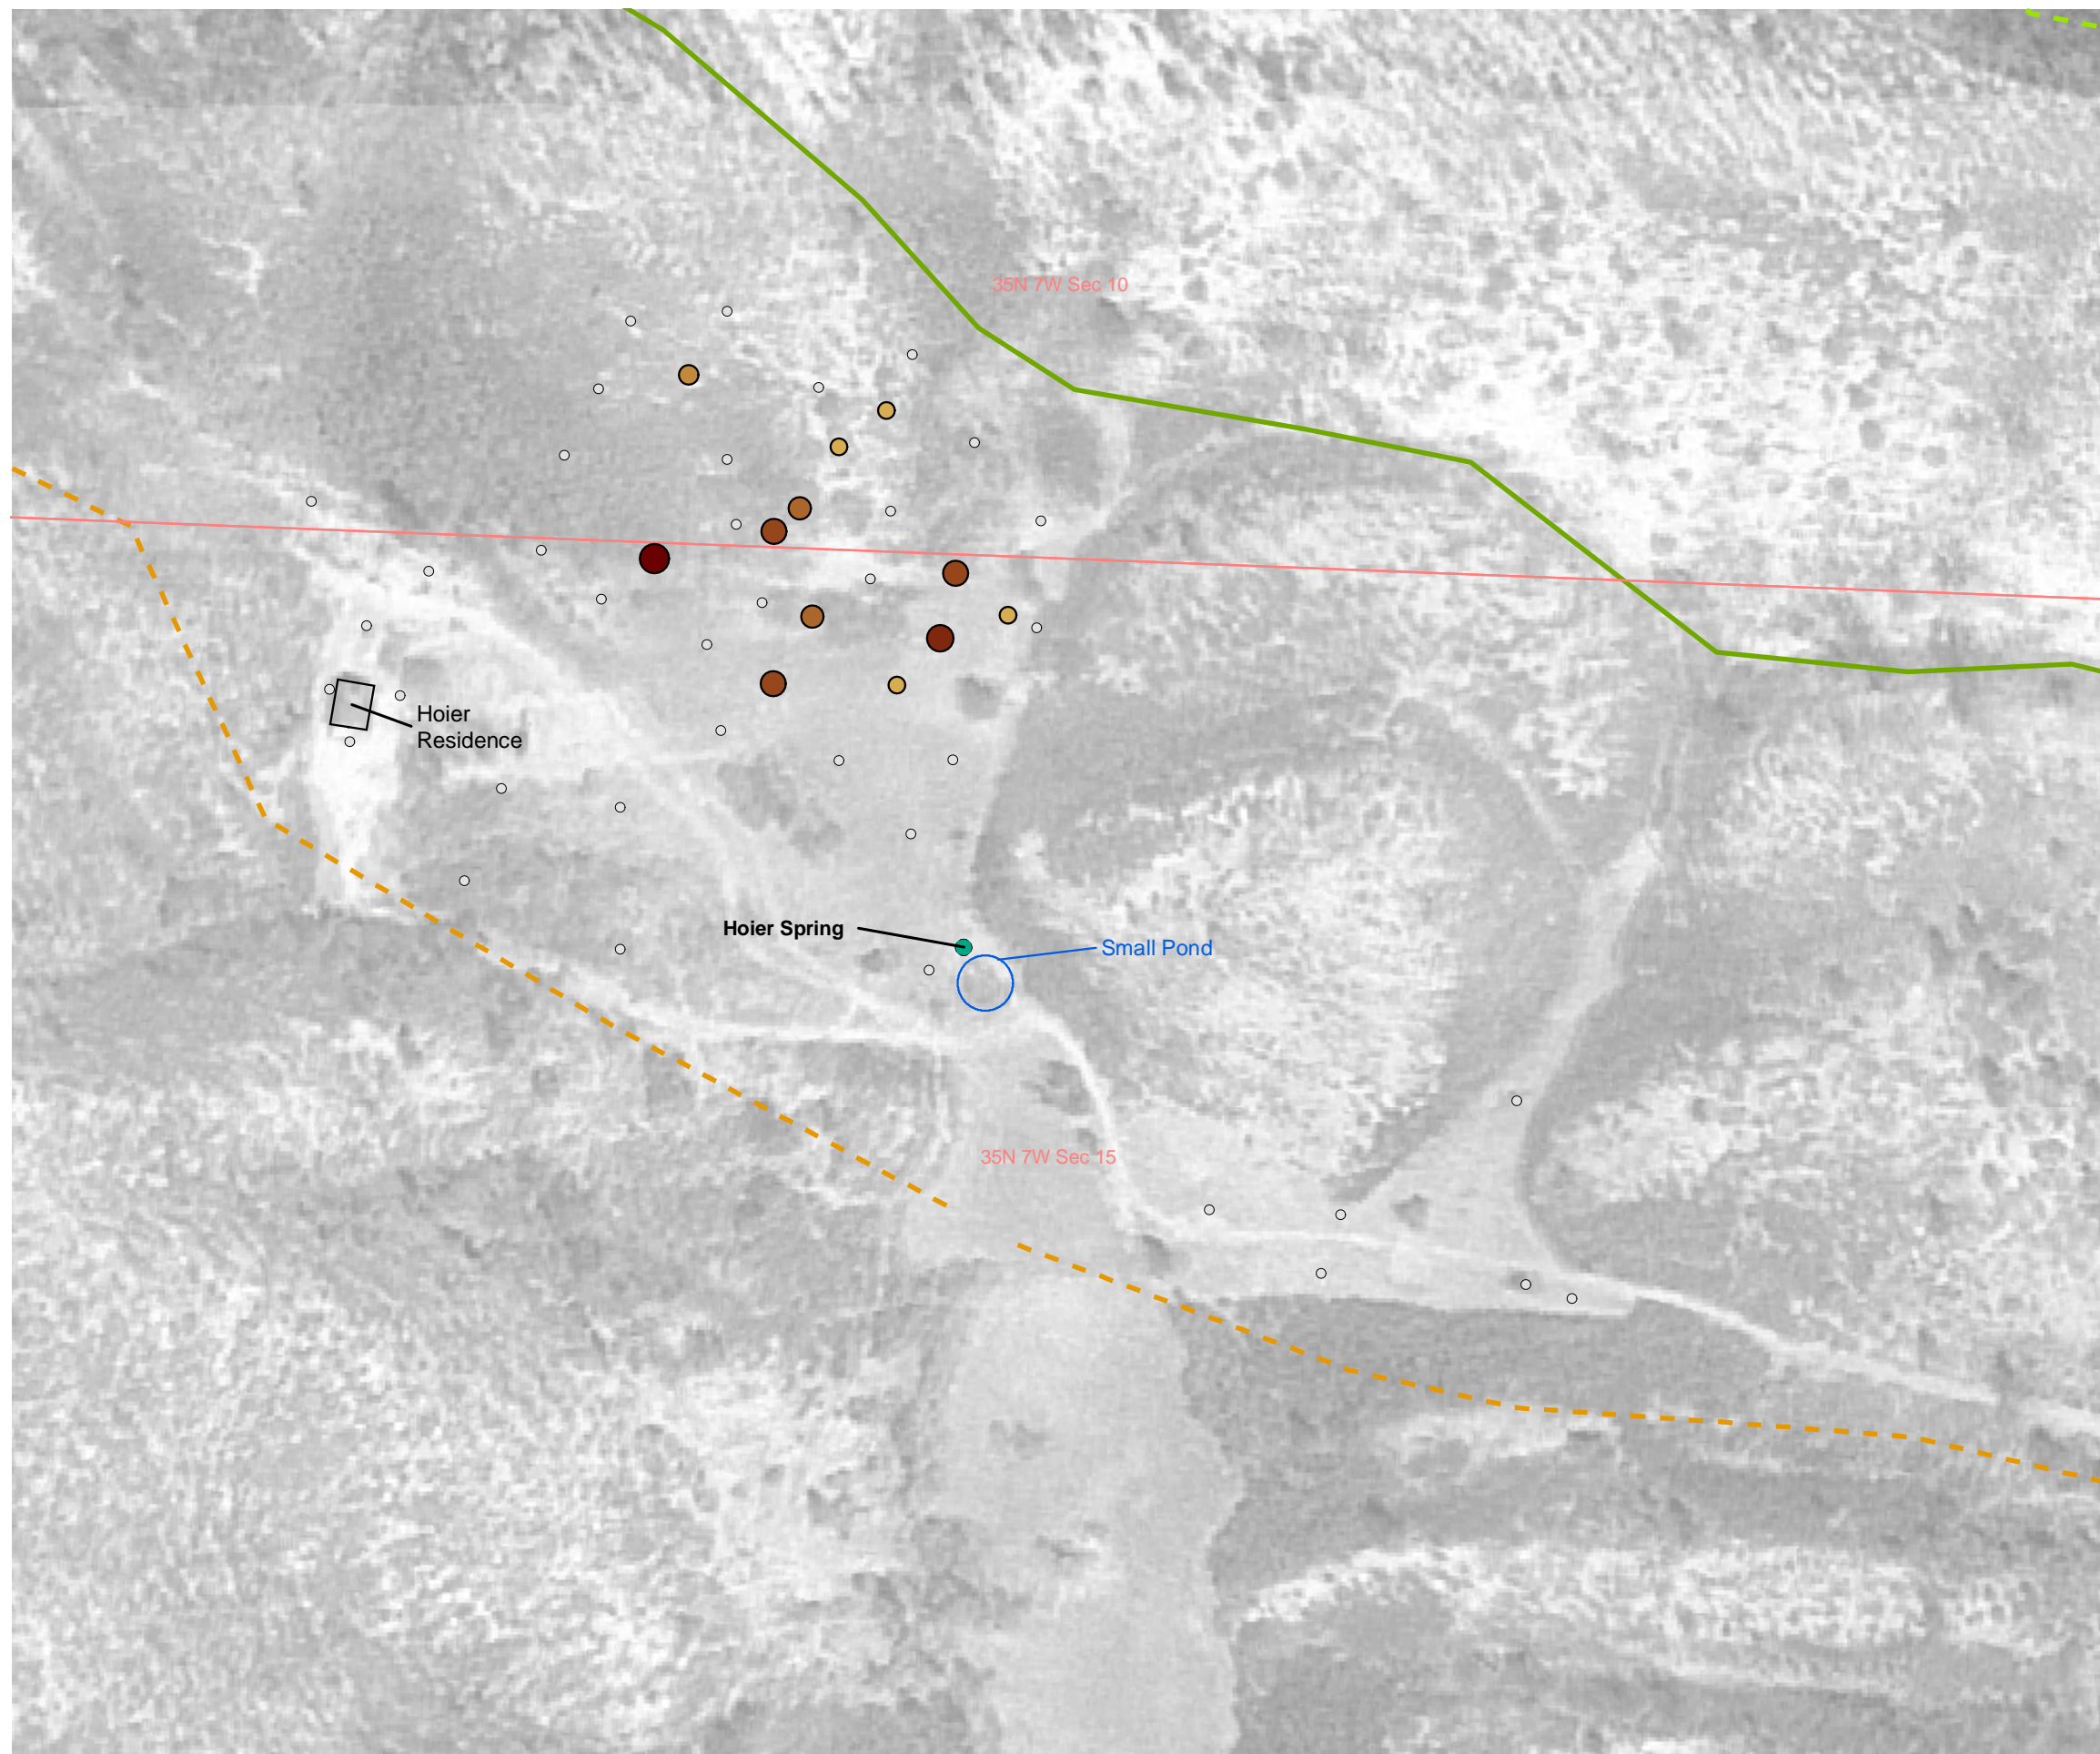 35N 7W Sec 10
Hoier
Residence
Hoier Spring
Small Pond
35N 7W Sec 15